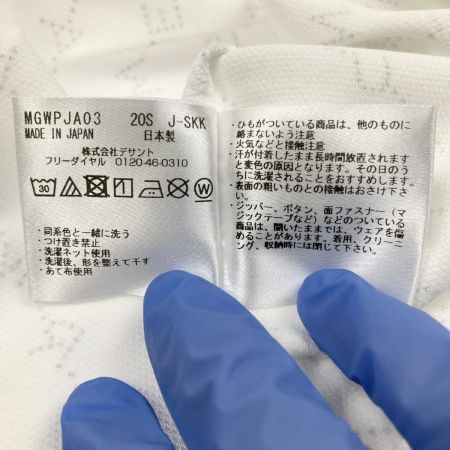 MGWPJA03 20S J-SKK
MADE IN JAPAN 日本製
株式会社デサント
フリーダイヤル 0120-46-0310
30 W
・同系色と一緒に洗う
・つけ置き禁止
・洗濯ネット使用
・洗濯後、形を整えて干す
・あて布使用
・ひもがついている商品は、他のものに
絡まないよう注意
・火気などと接触注意
・汗が付着したまま長時間放置されます
と変色の原因となります。その日のう
ちに洗濯されることをおすすめします。
・表面の粗いものとの接触はおさけ下
さい。
・ジッパー、ボタン、面ファスナー(マ
ジックテープなど)などのついている
商品は、開いたままでは、ウェアを傷
めることがあります。着用、クリーニ
ング、収納時には閉じて下さい。